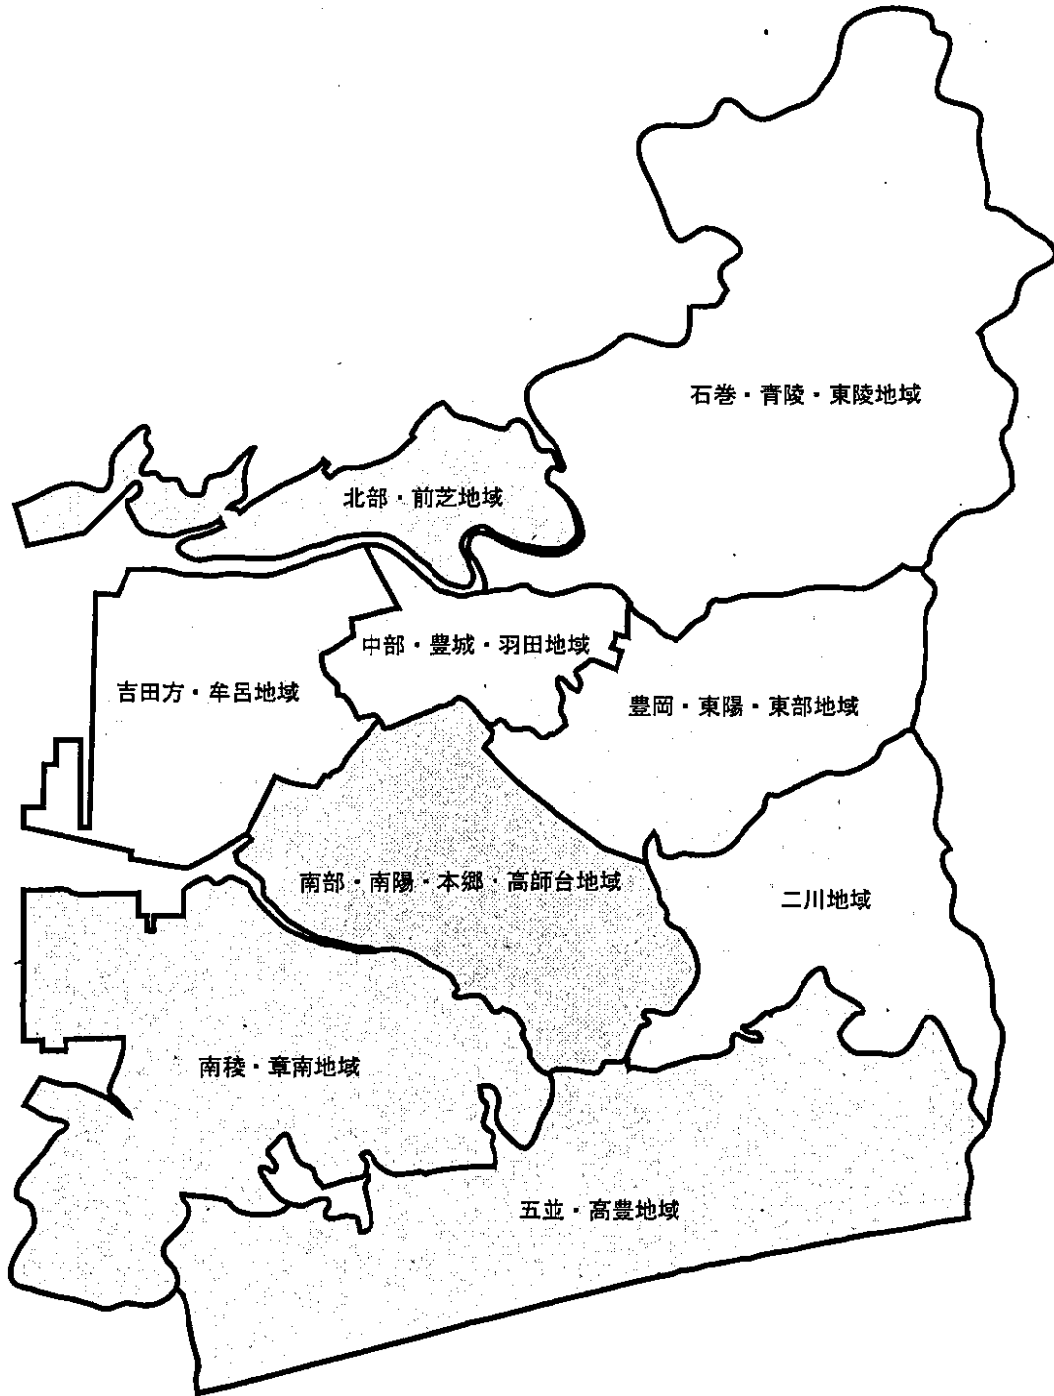 石巻・青陵・東陵地域
北部・前芝地域
中部・豊城・羽田地域
吉田方・牟呂地域
豊岡・東陽・東部地域
南部・南陽・本郷・高師台地域
二川地域
南稜・章南地域
五並・高豊地域